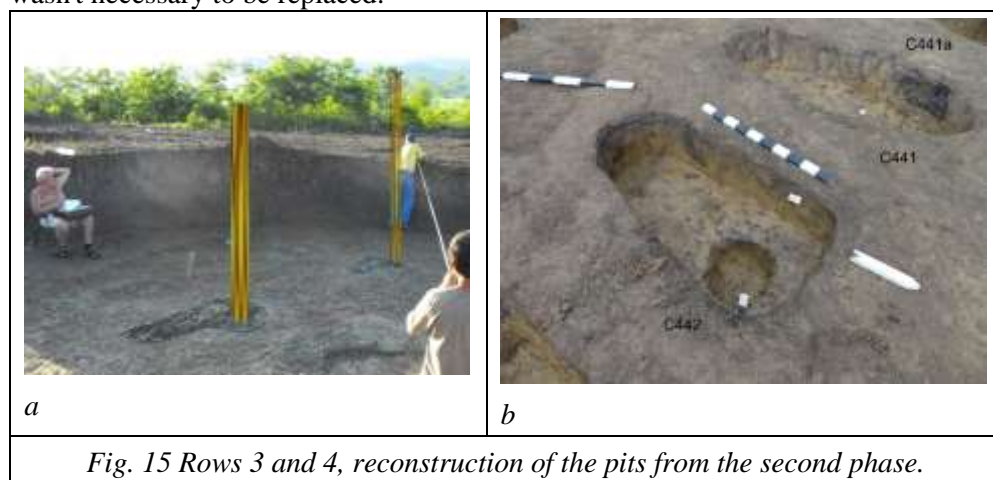 wasn't necessary to be replaced.
C441a
C441
C442
a
b
Fig. 15 Rows 3 and 4, reconstruction of the pits from the second phase.